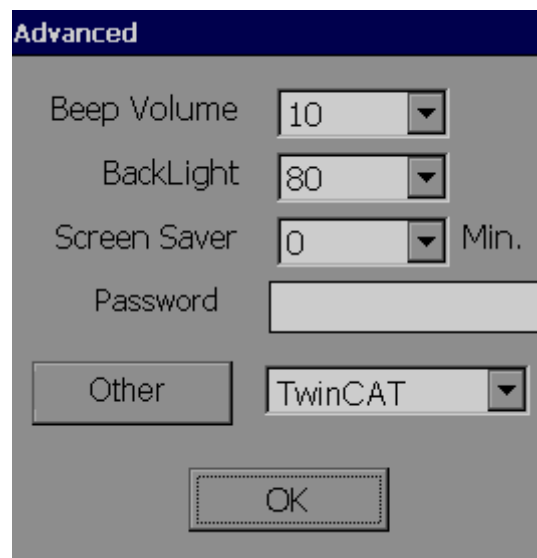 Advanced
Beep Volume 10
BackLight 80
Screen Saver 0 Min.
Password
Other TwinCAT
OK